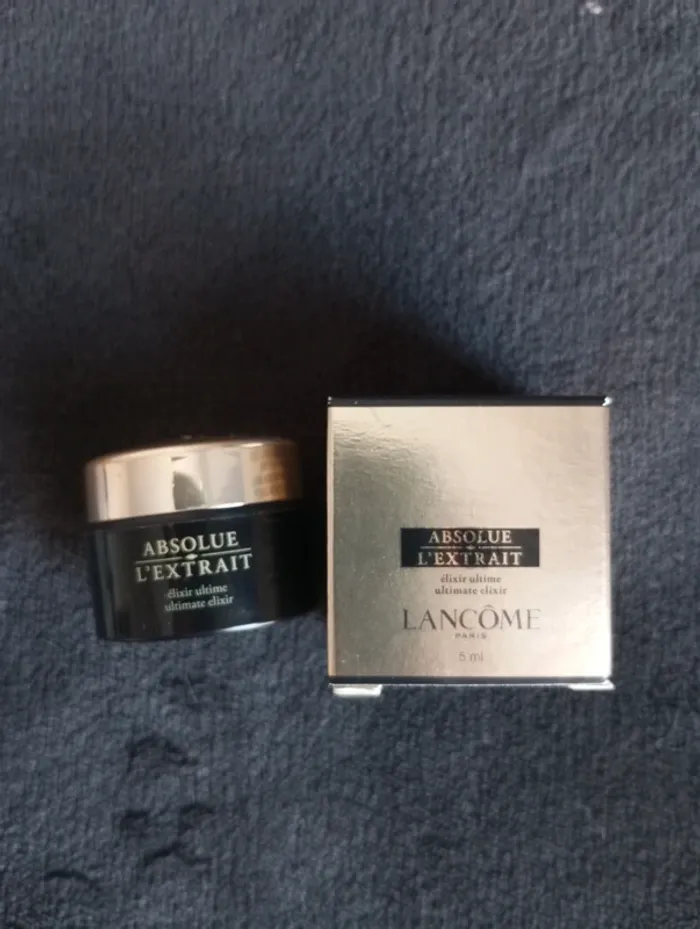 ABSOLUE
L'EXTRAIT
élixir ultime
ultimate elixir
ABSOLUE
L'EXTRAIT
élixir ultime
ultimate elixir
LANCÔME
PARIS
5 ml